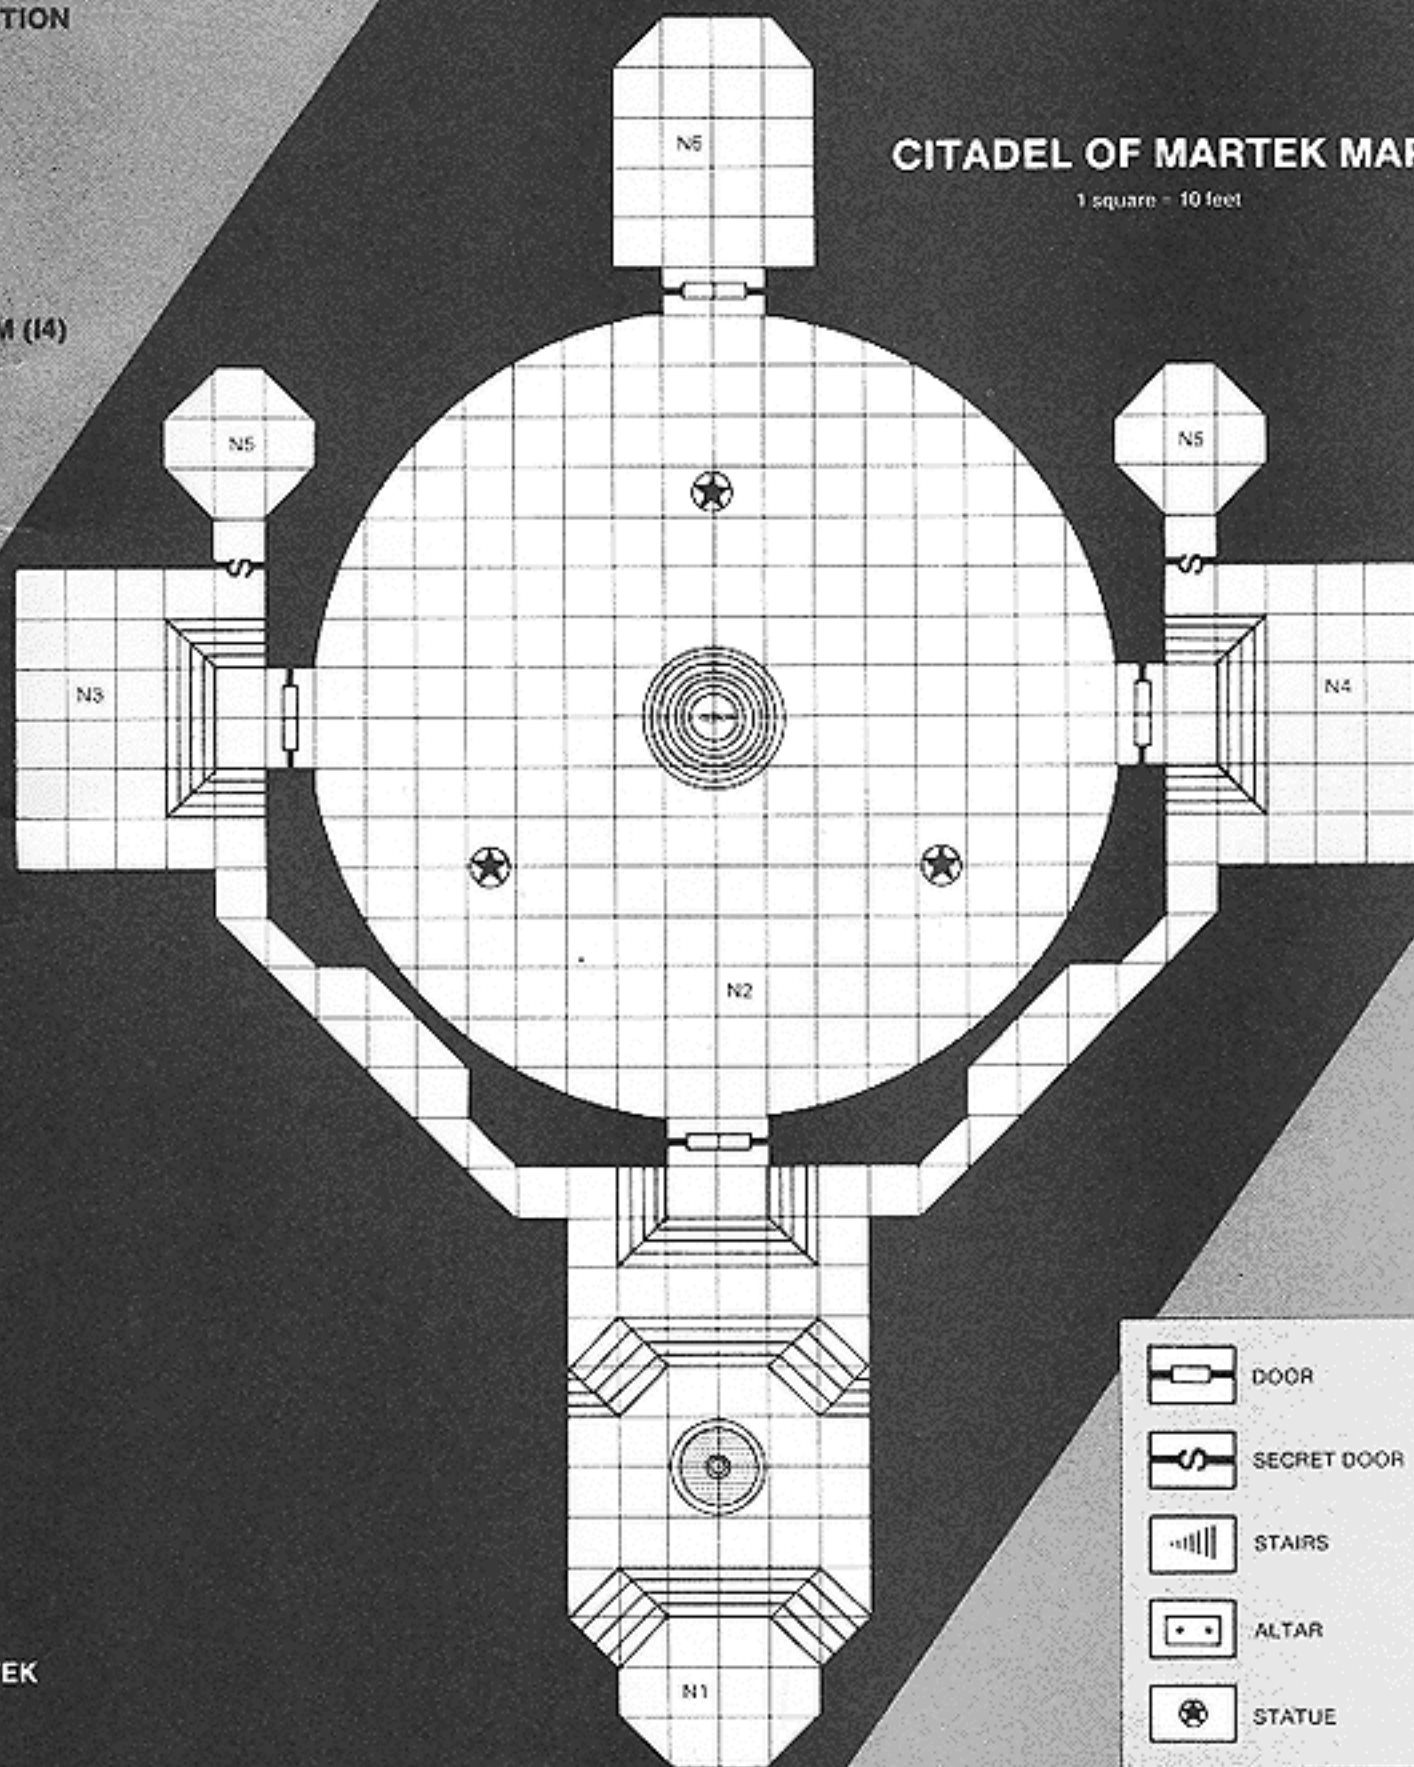 TION
N6
CITADEL OF MARTEK MAP
1 square = 10 feet
M (I4)
N5
N5
N3
N4
N2
DOOR
SECRET DOOR
STAIRS
ALTAR
STATUE
EK
N1